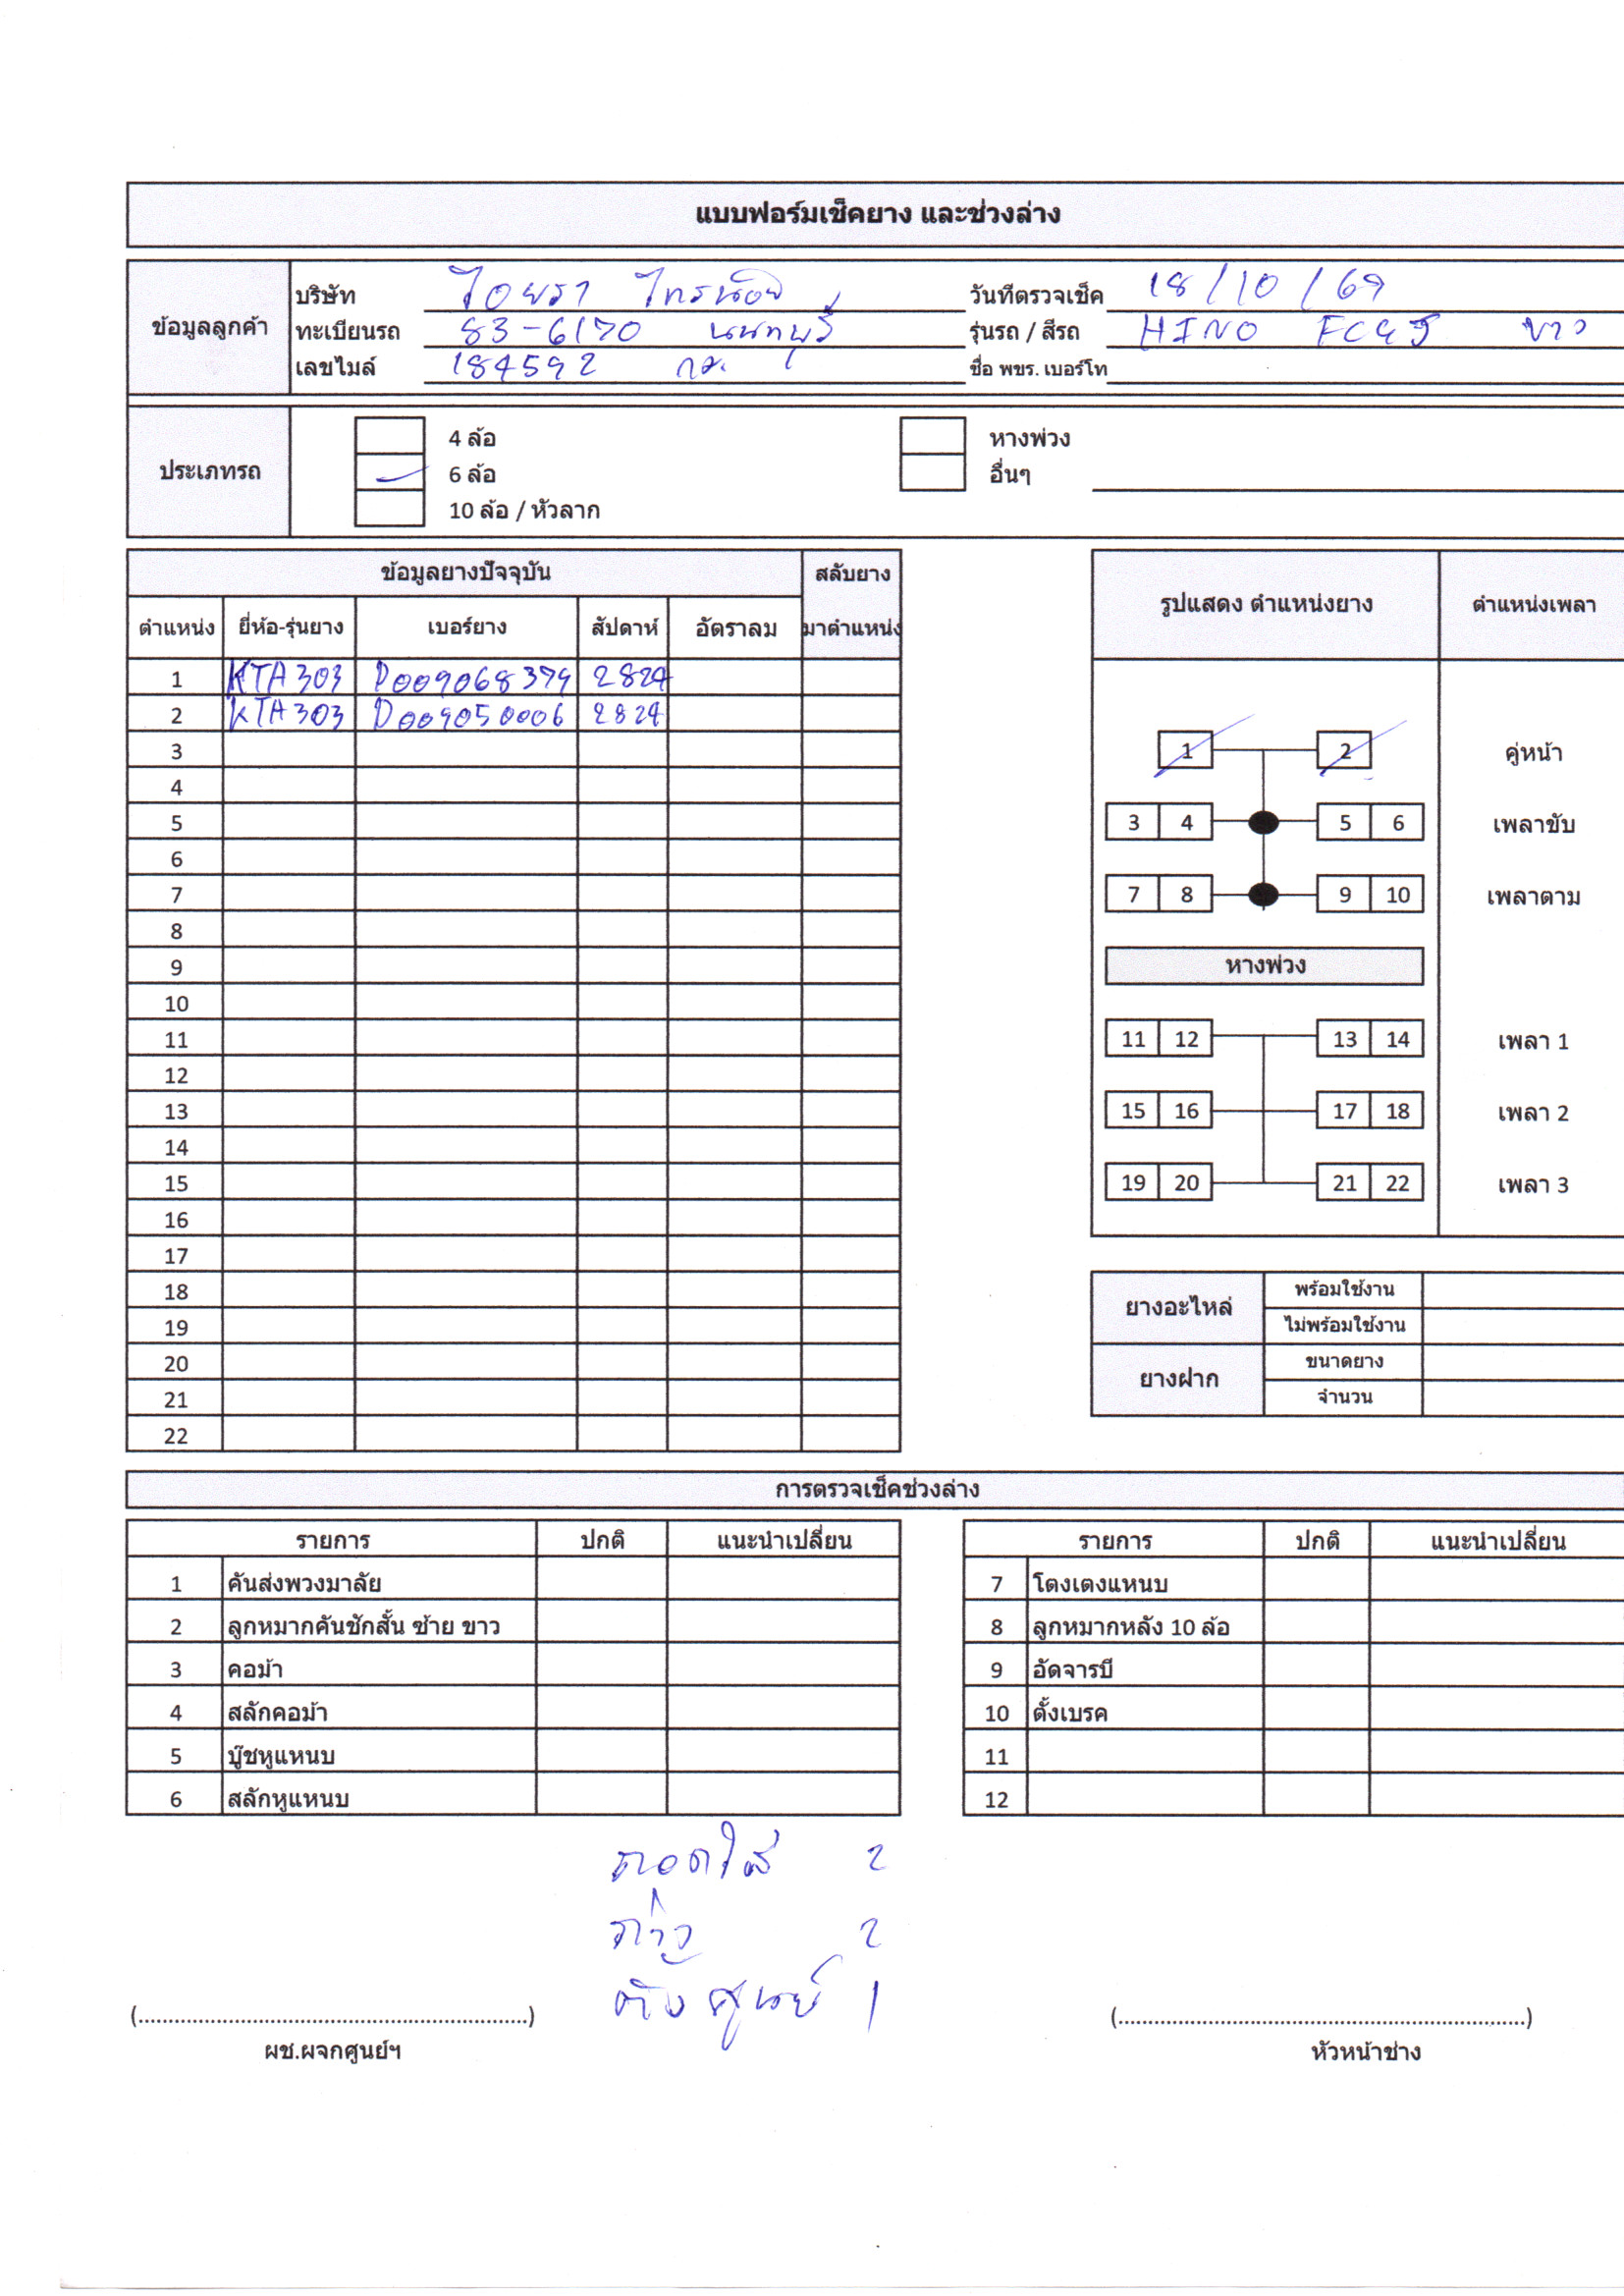 แบบฟอร์มเช็คยาง และช่วงล่าง
ข้อมูลลูกค้า
บริษัท ไอยรา ไทรน้อย วันที่ตรวจเช็ค 18/10/67
ทะเบียนรถ 83-6170 นนทบุรี รุ่นรถ / สีรถ HINO FC9J ขาว
เลขไมล์ 184592 กม. ชื่อ พขร. เบอร์โท
ประเภทรถ
4 ล้อ หางพ่วง
6 ล้อ อื่นๆ
10 ล้อ / หัวลาก
ข้อมูลยางปัจจุบัน สลับยาง
ตำแหน่ง ยี่ห้อ-รุ่นยาง เบอร์ยาง สัปดาห์ อัตราลม มาตำแหน่ง
1 KTA303 D009068379 2824
2 KTA303 D009050006 2824
3
4
5
6
7
8
9
10
11
12
13
14
15
16
17
18
19
20
21
22
รูปแสดง ตำแหน่งยาง ตำแหน่งเพลา
1 2 คู่หน้า
3 4 5 6 เพลาขับ
7 8 9 10 เพลาตาม
หางพ่วง
11 12 13 14 เพลา 1
15 16 17 18 เพลา 2
19 20 21 22 เพลา 3
ยางอะไหล่ พร้อมใช้งาน
ไม่พร้อมใช้งาน
ยางฝาก ขนาดยาง
จำนวน
การตรวจเช็คช่วงล่าง
รายการ ปกติ แนะนำเปลี่ยน รายการ ปกติ แนะนำเปลี่ยน
1 คันส่งพวงมาลัย 7 โตงเตงแหนบ
2 ลูกหมากคันชักสั้น ซ้าย ขาว 8 ลูกหมากหลัง 10 ล้อ
3 คอม้า 9 อัดจารบี
4 สลักคอม้า 10 ตั้งเบรค
5 บู๊ชหูแหนบ 11
6 สลักหูแหนบ 12
ถอดใส่ 2
ถ่วง 2
ตั้งศูนย์ 1
(................................................................) (................................................................)
ผช.ผจกศูนย์ฯ หัวหน้าช่าง